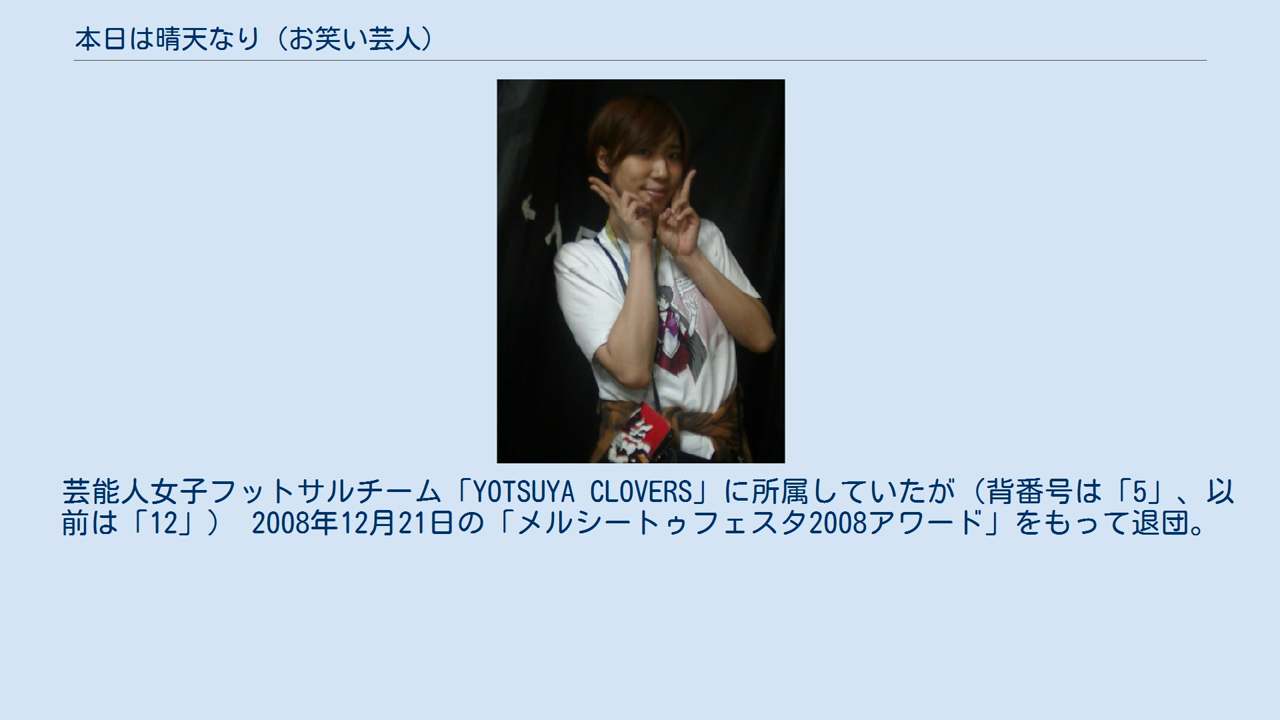 本日は晴天なり（お笑い芸人）
芸能人女子フットサルチーム「YOTSUYA CLOVERS」に所属していたが（背番号は「5」、以
前は「12」） 2008年12月21日の「メルシートゥフェスタ2008アワード」をもって退団。